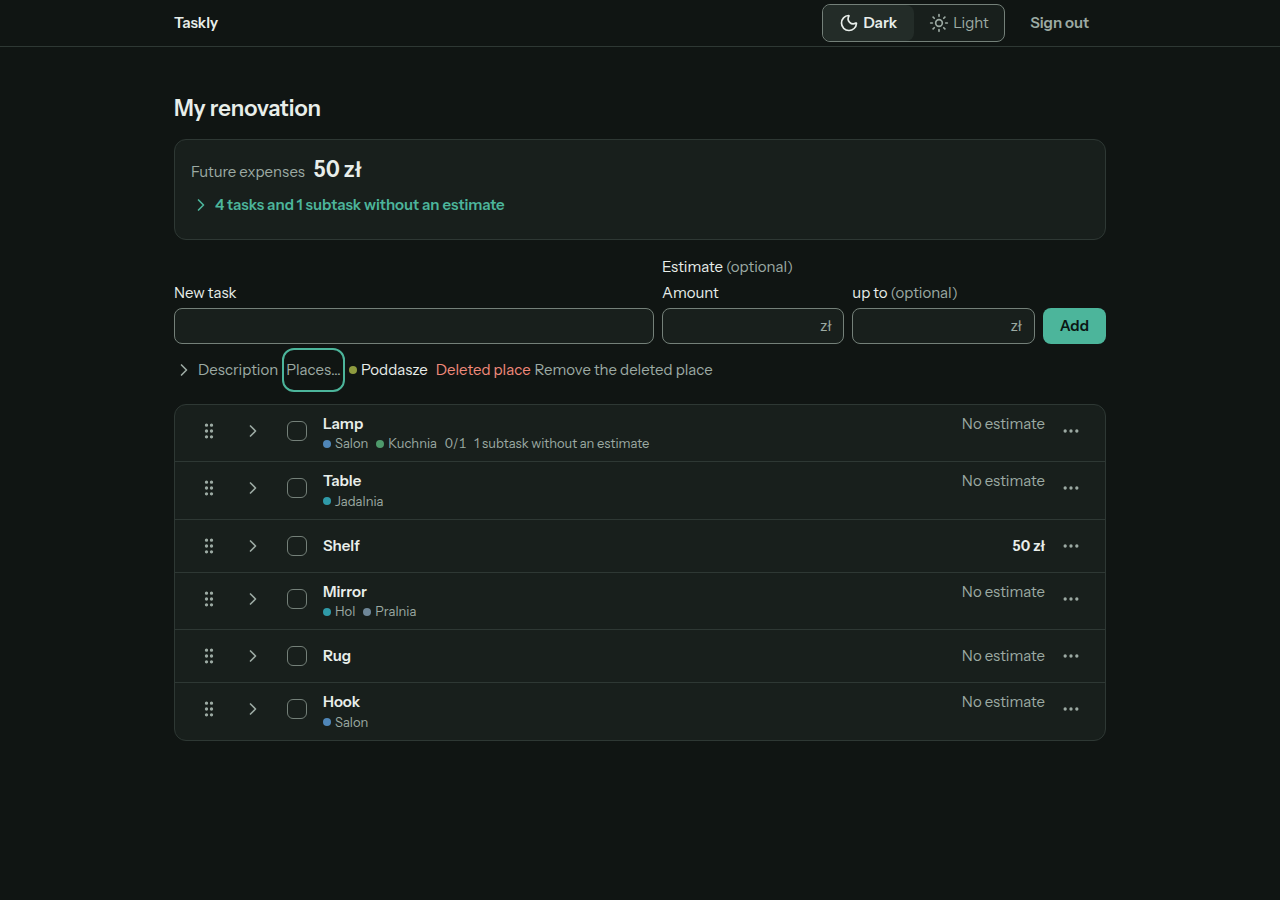 Taskly
Dark
Light
Sign out
My renovation
Future expenses 50 zł
4 tasks and 1 subtask without an estimate
Estimate (optional)
New task
Amount
up to (optional)
zł
zł
Add
Description Places... Poddasze Deleted place Remove the deleted place
Lamp
No estimate
Salon Kuchnia 0/1 1 subtask without an estimate
Table
No estimate
Jadalnia
Shelf
50 zł
Mirror
No estimate
Hol Pralnia
Rug
No estimate
Hook
No estimate
Salon